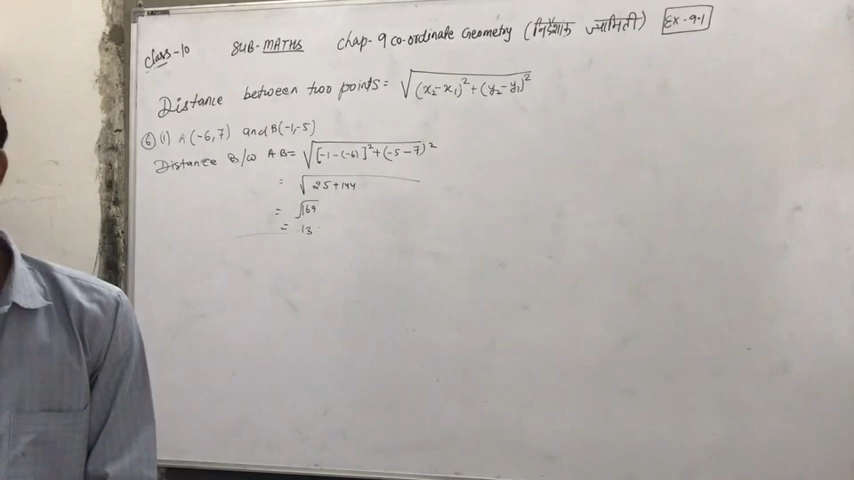 Class-10 SUB-MATHS Chap-9 Co-ordinate Geometry (निर्देशांक ज्यामिती) Ex-9.1
Distance between two points = √(x₂-x₁)²+(y₂-y₁)²
⑥ (i) A(-6,7) and B(-1,-5)
Distance B/W AB = √[-1-(-6)]²+(-5-7)²
= √25+144
= √169
= 13